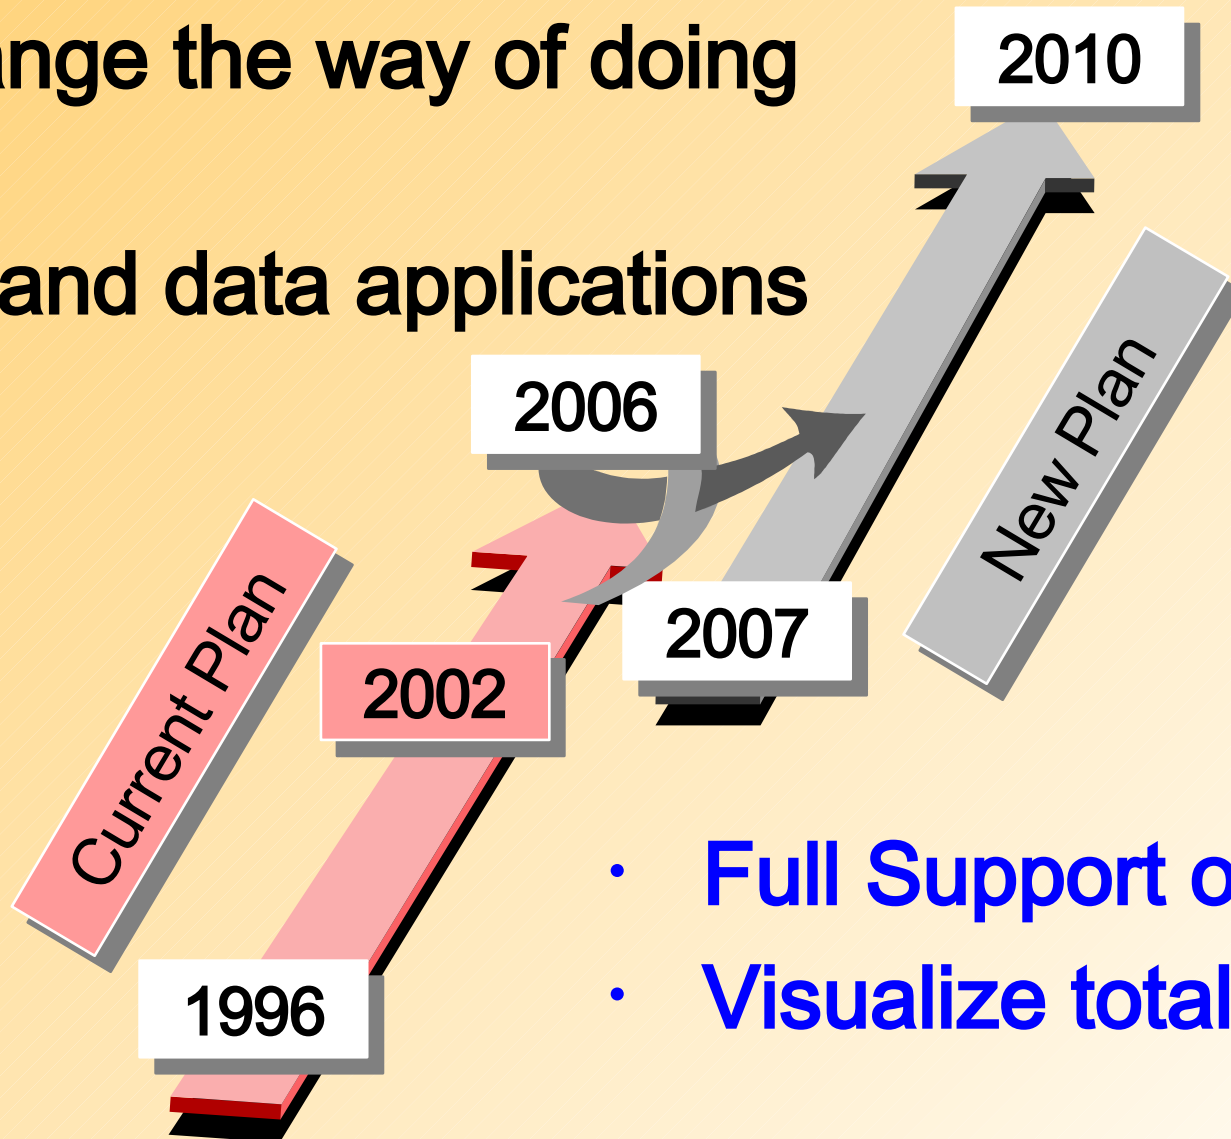 ange the way of doing
2010
and data applications
2006
New Plan
2007
Current Plan
2002
· Full Support o
· Visualize total
1996